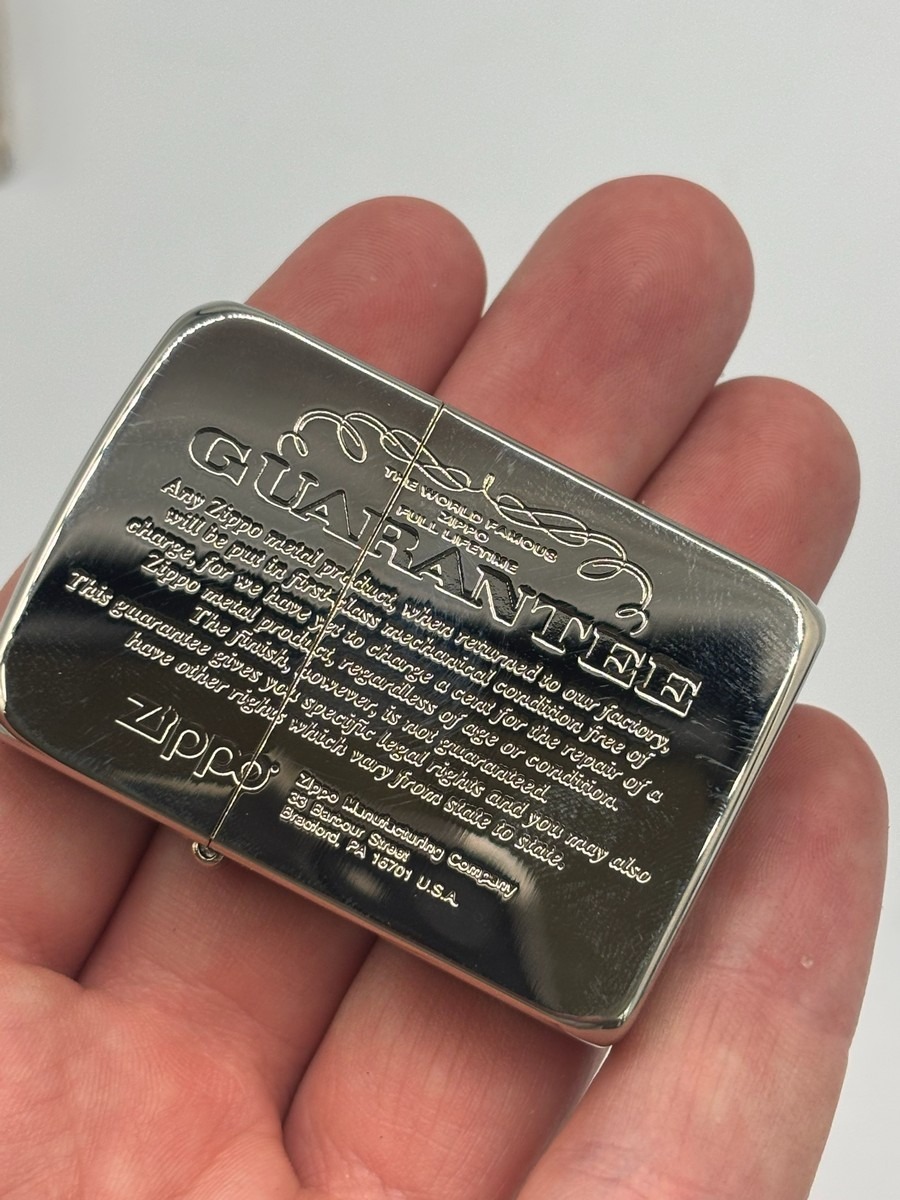 THE WORLD FAMOUS
ZIPPO
FULL LIFETIME
GUARANTEE
Any Zippo metal product, when returned to our factory,
will be put in first-class mechanical condition free of
charge, for we have yet to charge a cent for the repair of a
Zippo metal product, regardless of age or condition.
The finish, however, is not guaranteed.
This guarantee gives you specific legal rights and you may also
have other rights which vary from state to state.
Zippo
Zippo Manufacturing Company
33 Barbour Street
Bradford, PA 16701 U.S.A.